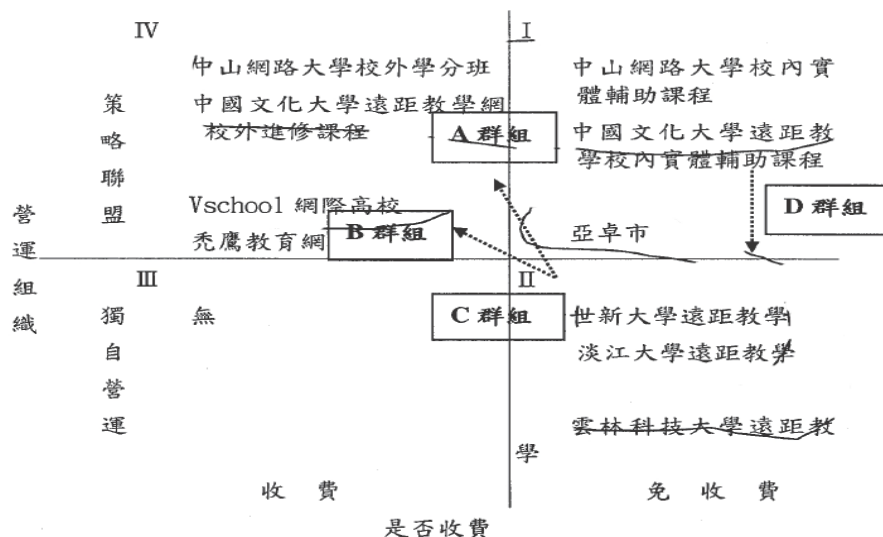 IV
I
中山網路大學校外學分班
中國文化大學遠距教學網
校外進修課程
A 群組
中山網路大學校內實
體輔助課程
中國文化大學遠距教
學校內實體輔助課程
策略聯盟
Vschool 網際高校
禿鷹教育網
B 群組
亞卓市
D 群組
營運組織
III
II
獨自營運
無
C 群組
世新大學遠距教學
淡江大學遠距教學
雲林科技大學遠距教
學
收 費
免 收 費
是否收費